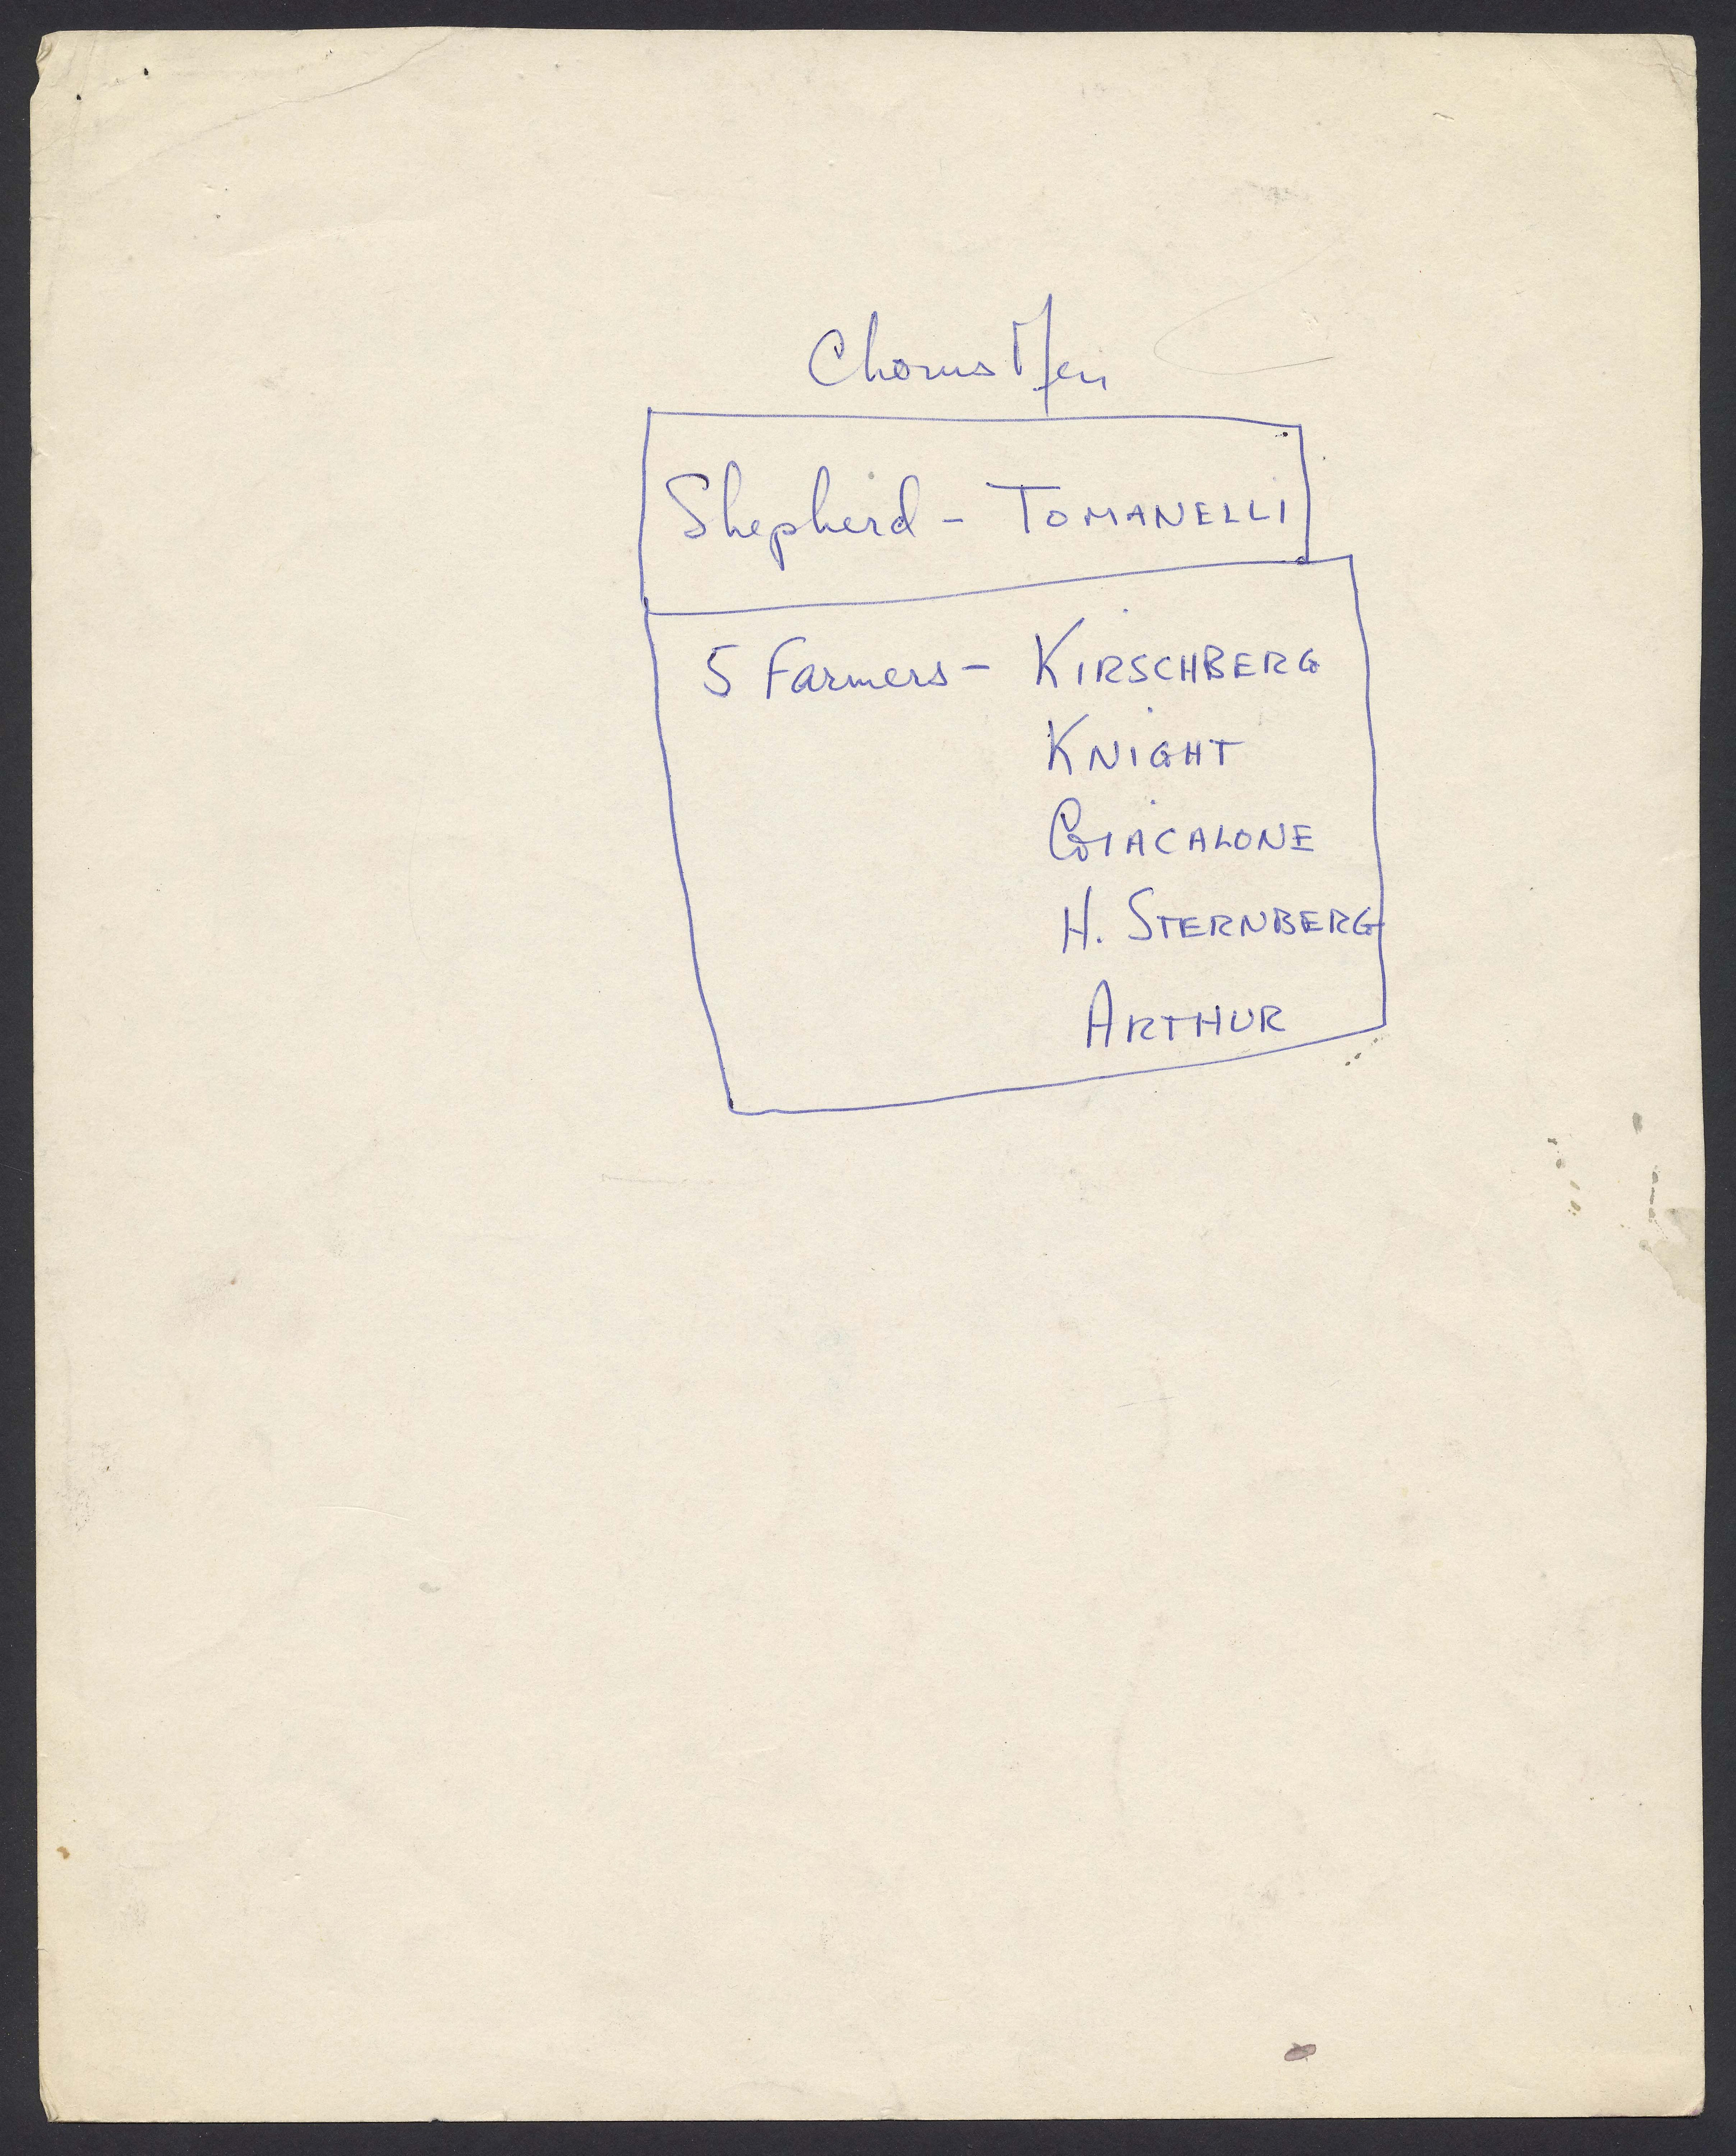 Chorus Men
Shepherd - TOMANELLI
5 Farmers - KIRSCHBERG
KNIGHT
GIACALONE
H. STERNBERG
ARTHUR